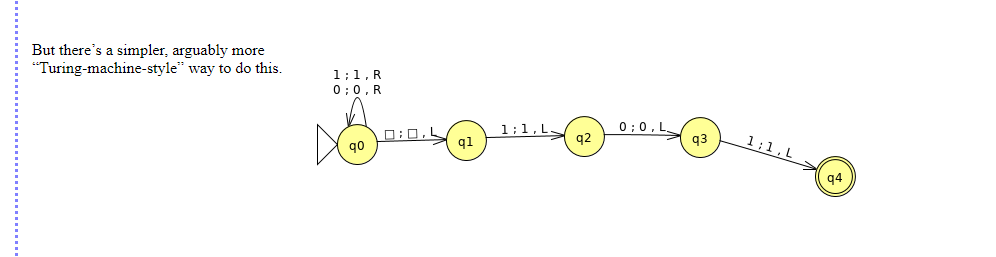 But there's a simpler, arguably more
“Turing-machine-style” way to do this.
1 ; 1 , R
0 ; 0 , R
□ ; □ , L
1 ; 1 , L
0 ; 0 , L
1 ; 1 , L
q0
q1
q2
q3
q4